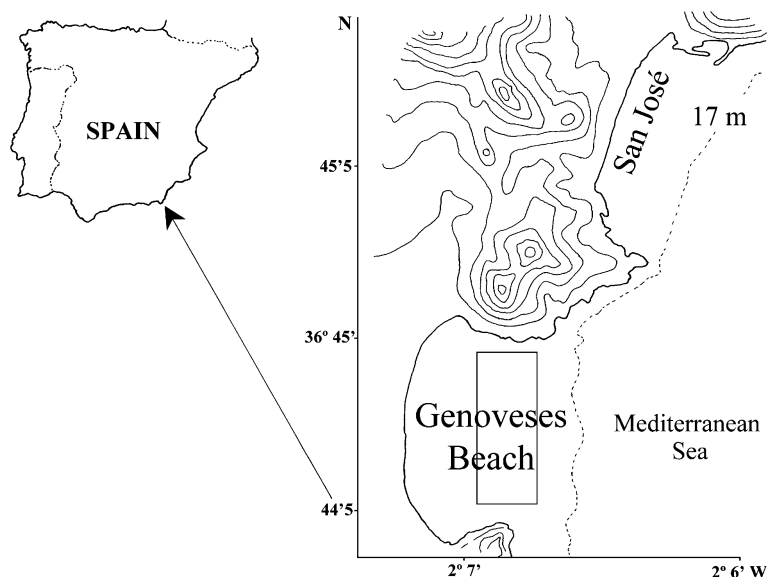 N
SPAIN
San José
17 m
45'5
36º 45'
Genoveses
Beach
Mediterranean
Sea
44'5
2º 7'
2º 6' W